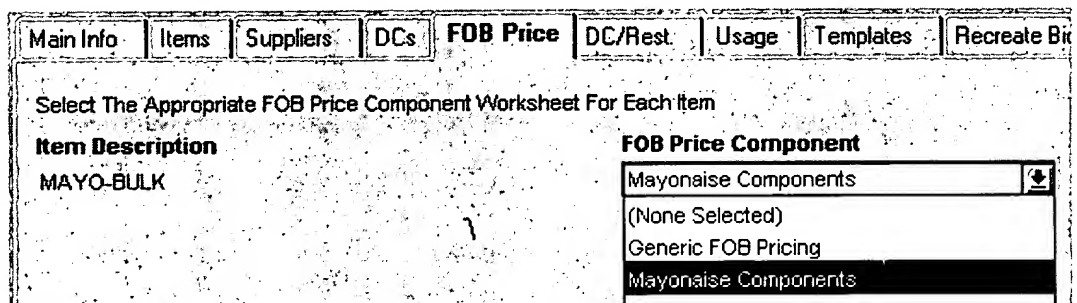 Main Info Items Suppliers DCs FOB Price DC/Rest. Usage Templates Recreate
Select The Appropriate FOB Price Component Worksheet For Each Item
Item Description FOB Price Component
MAYO-BULK Mayonaise Components
(None Selected)
Generic FOB Pricing
Mayonaise Components